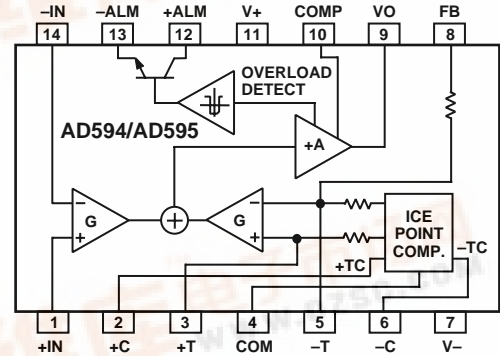 –IN –ALM +ALM V+ COMP VO FB
14 13 12 11 10 9 8
OVERLOAD
DETECT
AD594/AD595
+A
– –
G G
+ +
ICE
POINT
COMP.
–TC
+TC
1 2 3 4 5 6 7
+IN +C +T COM –T –C V–